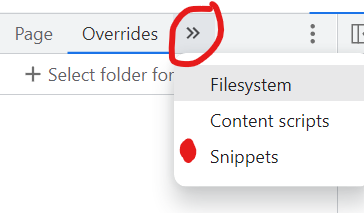 Page Overrides »
+ Select folder for
Filesystem
Content scripts
Snippets